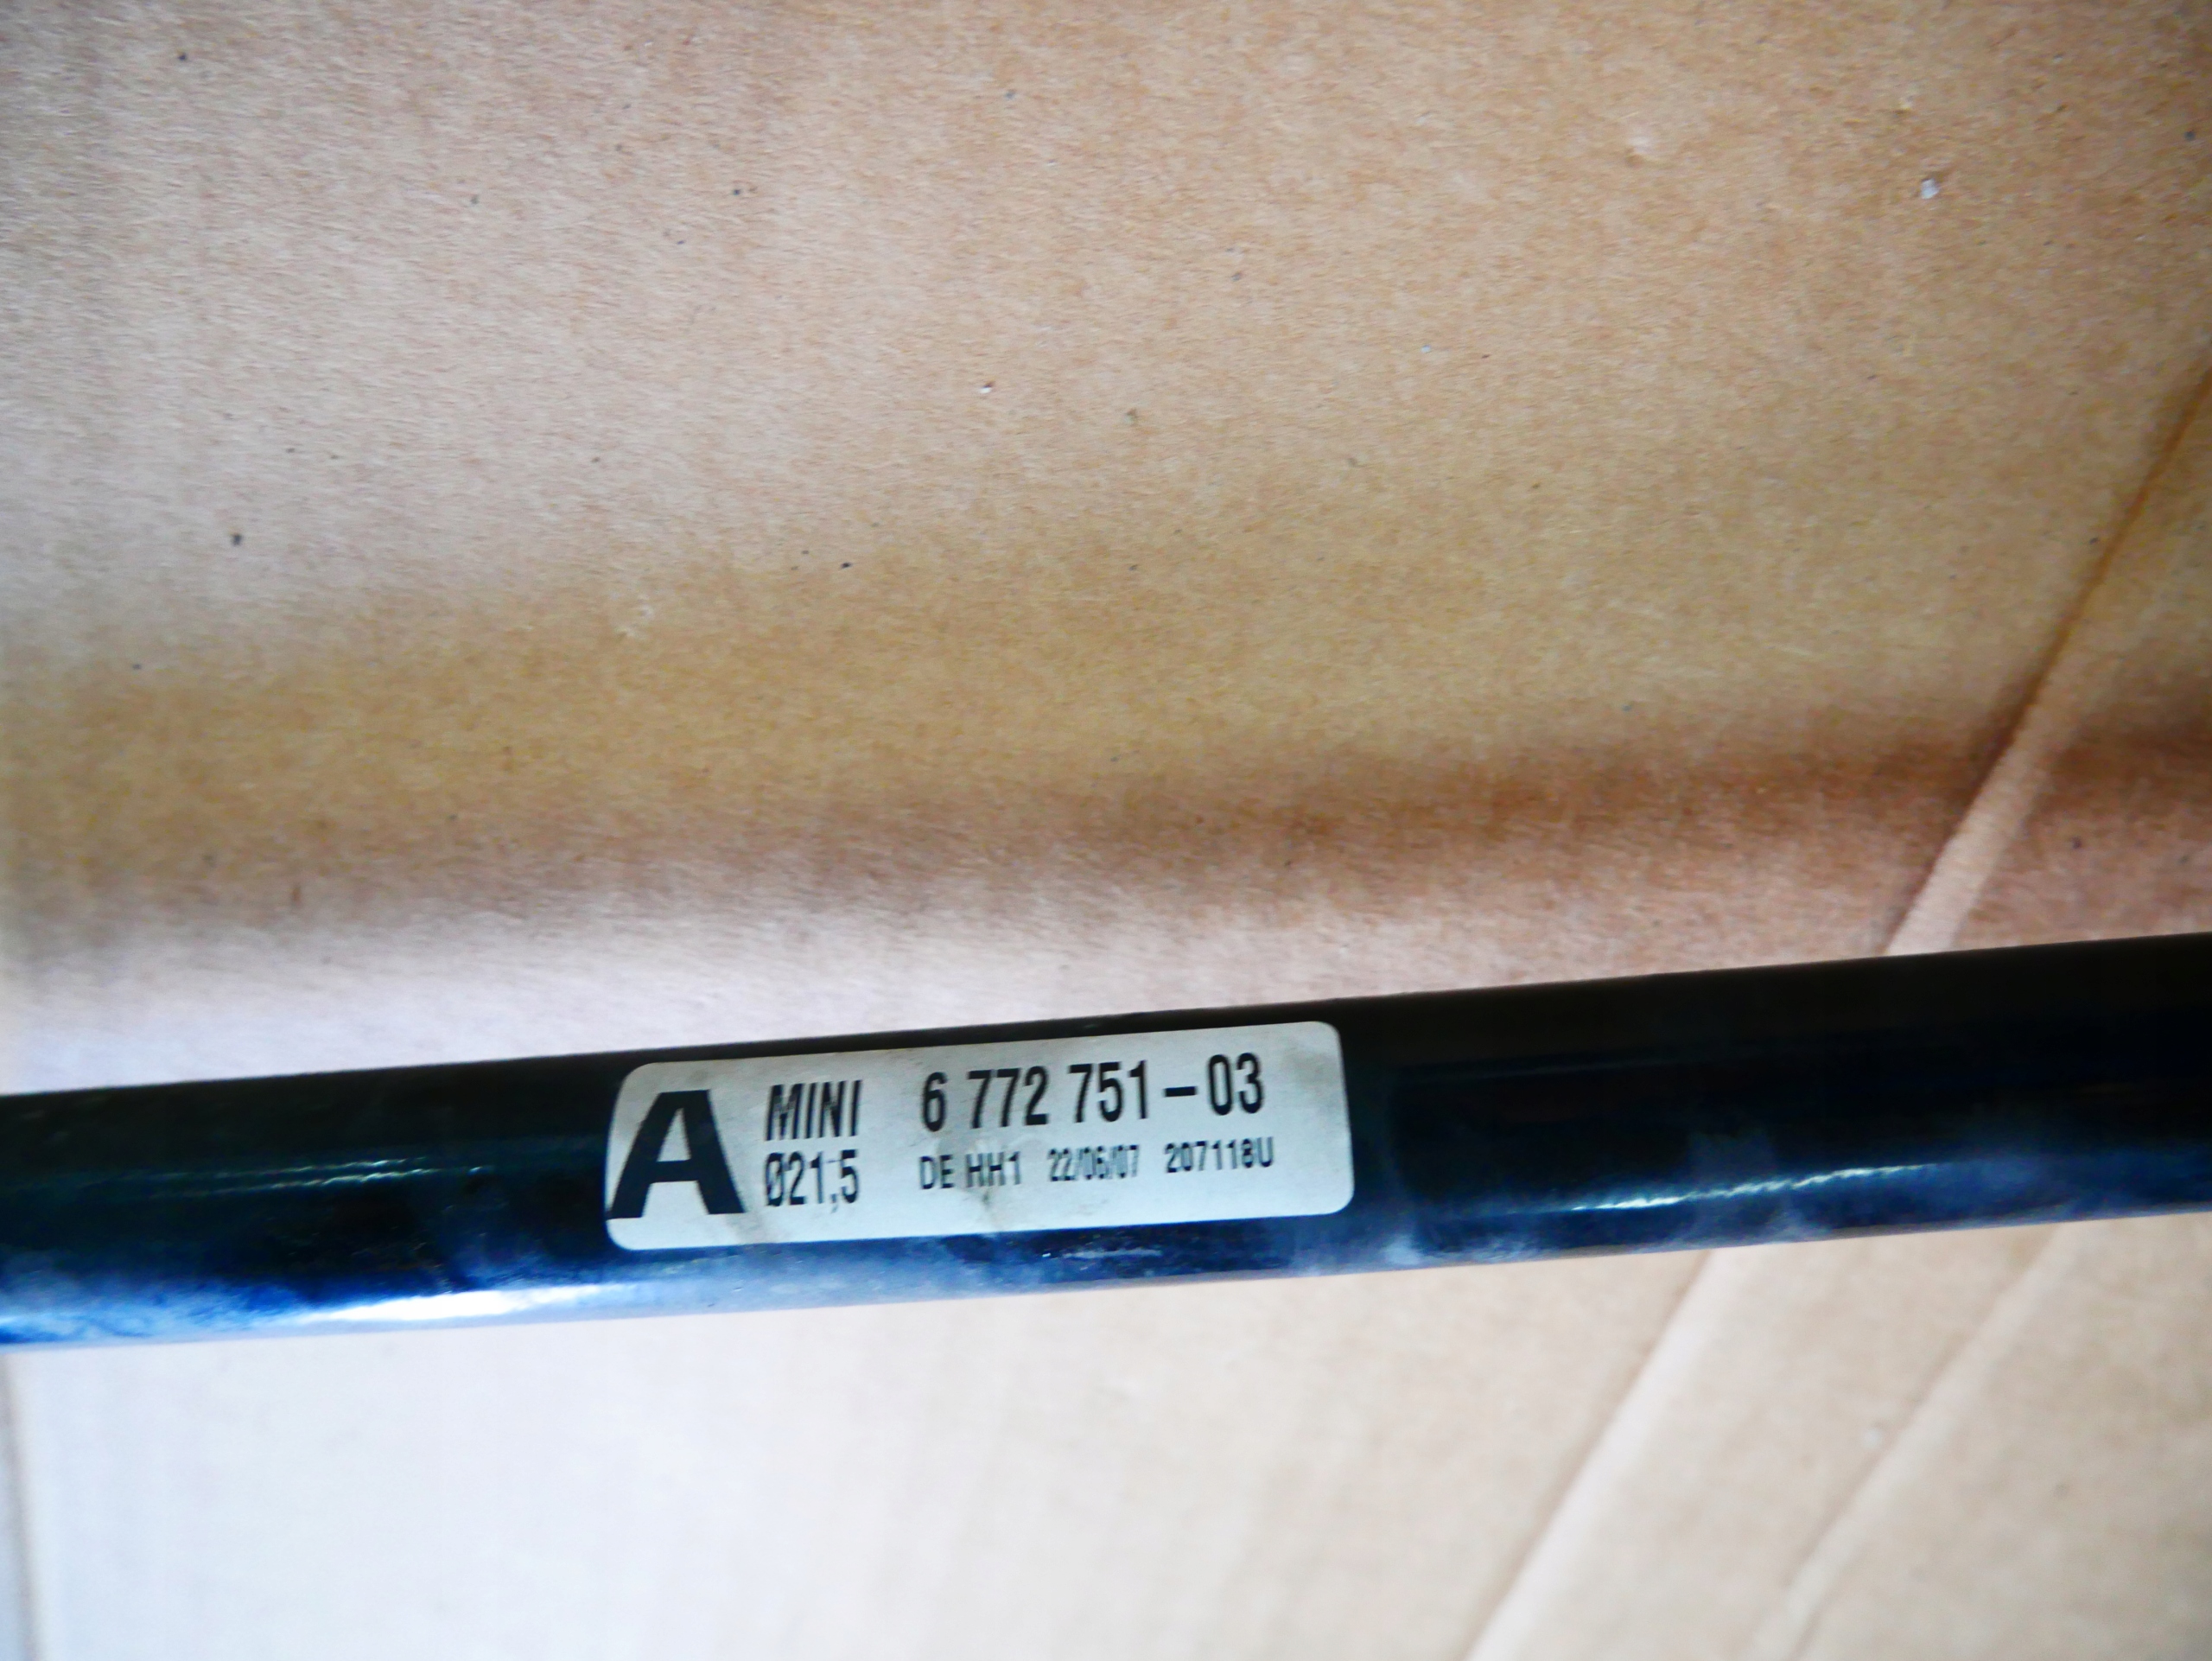 A MINI 6 772 751-03
Ø21,5 DE HH1 22/06/07 207118U